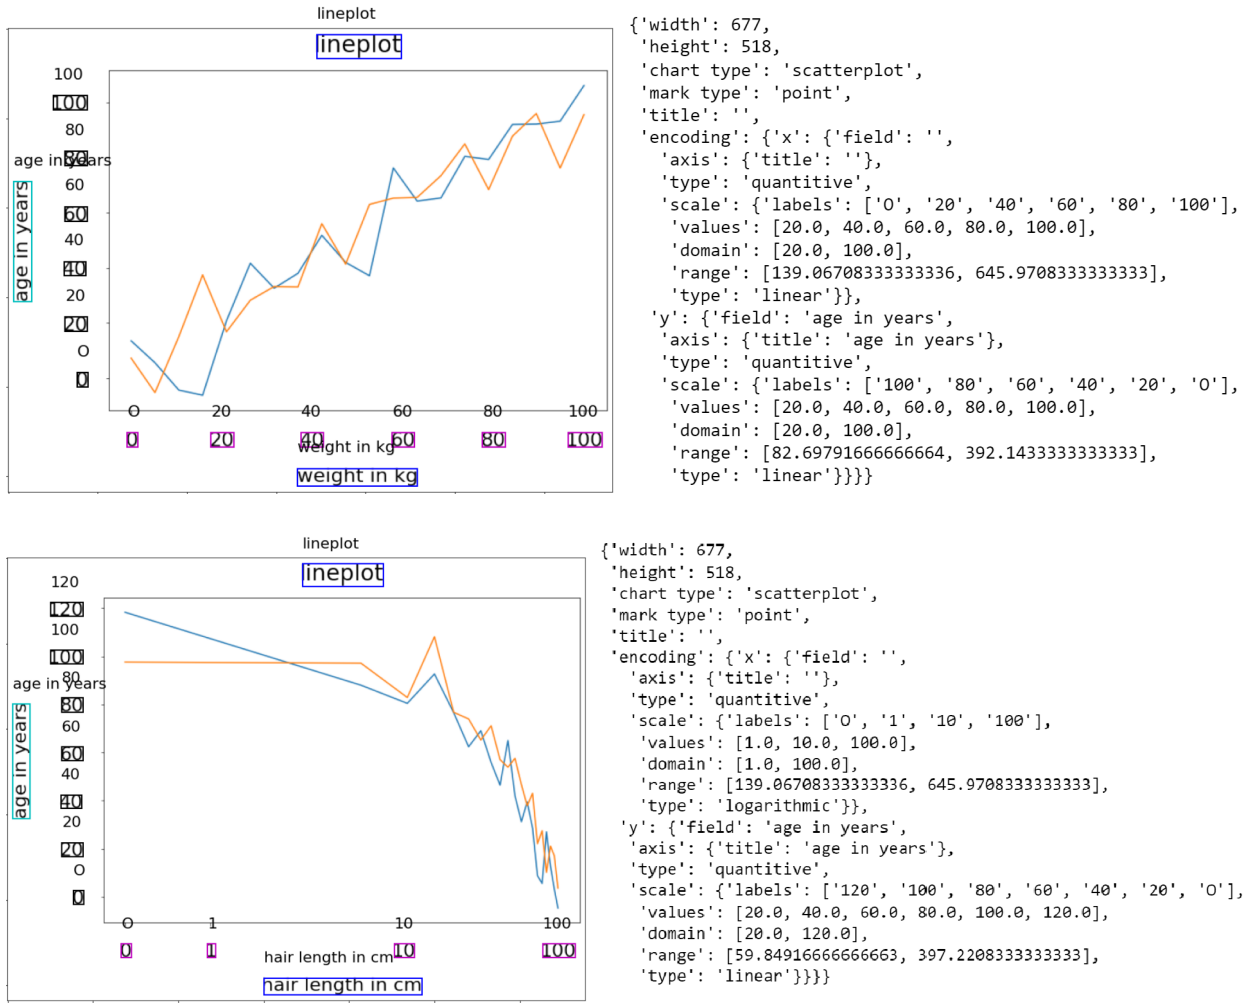 lineplot
lineplot
100
100
80
age in years
80
60
60
age in years
40
40
20
20
O
0
O 20 40 60 80 100
0 20 40 60 80 100
weight in kg
weight in kg
{'width': 677,
'height': 518,
'chart type': 'scatterplot',
'mark type': 'point',
'title': '',
'encoding': {'x': {'field': '',
'axis': {'title': ''},
'type': 'quantitive',
'scale': {'labels': ['O', '20', '40', '60', '80', '100'],
'values': [20.0, 40.0, 60.0, 80.0, 100.0],
'domain': [20.0, 100.0],
'range': [139.06708333333336, 645.9708333333333],
'type': 'linear'}},
'y': {'field': 'age in years',
'axis': {'title': 'age in years'},
'type': 'quantitive',
'scale': {'labels': ['100', '80', '60', '40', '20', 'O'],
'values': [20.0, 40.0, 60.0, 80.0, 100.0],
'domain': [20.0, 100.0],
'range': [82.69791666666664, 392.1433333333333],
'type': 'linear'}}}}
lineplot
lineplot
120
120
100
100
80
age in years
80
60
60
age in years
40
40
20
20
O
0
O 1 10 100
0 1 10 100
hair length in cm
hair length in cm
{'width': 677,
'height': 518,
'chart type': 'scatterplot',
'mark type': 'point',
'title': '',
'encoding': {'x': {'field': '',
'axis': {'title': ''},
'type': 'quantitive',
'scale': {'labels': ['O', '1', '10', '100'],
'values': [1.0, 10.0, 100.0],
'domain': [1.0, 100.0],
'range': [139.06708333333336, 645.9708333333333],
'type': 'logarithmic'}},
'y': {'field': 'age in years',
'axis': {'title': 'age in years'},
'type': 'quantitive',
'scale': {'labels': ['120', '100', '80', '60', '40', '20', 'O'],
'values': [20.0, 40.0, 60.0, 80.0, 100.0, 120.0],
'domain': [20.0, 120.0],
'range': [59.84916666666663, 397.2208333333333],
'type': 'linear'}}}}